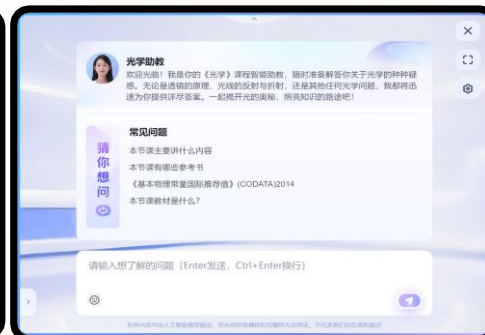 光学助教
欢迎光临！我是你的《光学》课程智能助教，随时准备解答你关于光学的种种疑
惑。无论是透镜的原理、光线的反射与折射，还是其他任何光学问题，我都将迅
速为你提供详尽答案。一起揭开光的奥秘，照亮知识的路途吧！
猜你想问
常见问题
本节课主要讲什么内容
本节课有哪些参考书
《基本物理常量国际推荐值》(CODATA)2014
本节课教材是什么？
请输入想了解的问题（Enter发送，Ctrl+Enter换行）